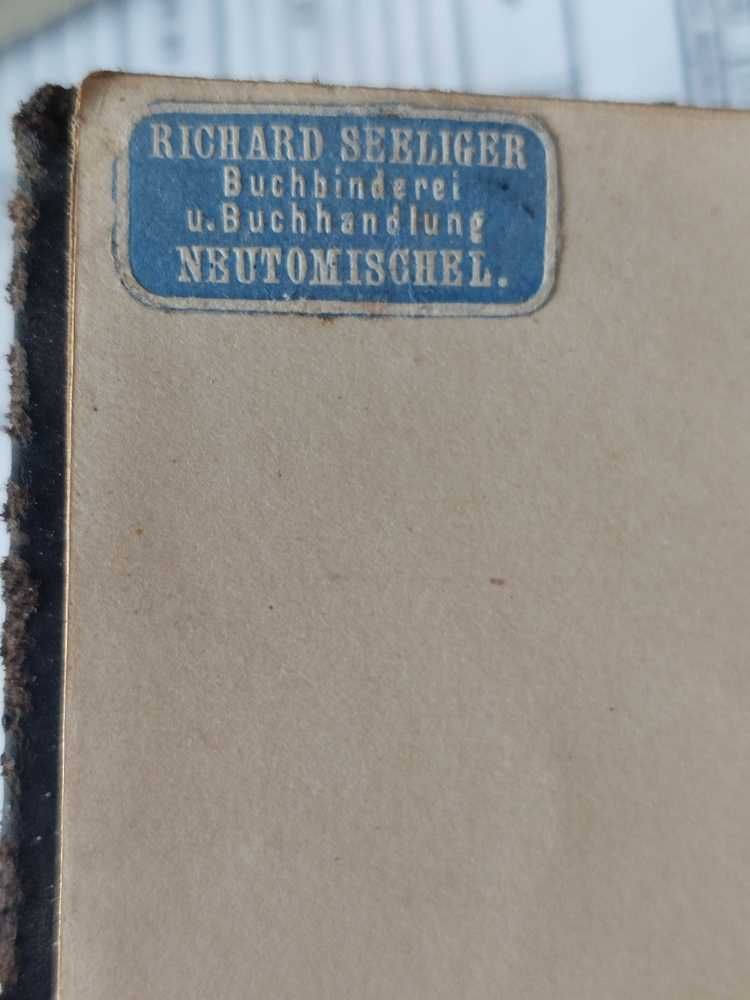 RICHARD SEELIGER
Buchbinderei
u. Buchhandlung
NEUTOMISCHEL.